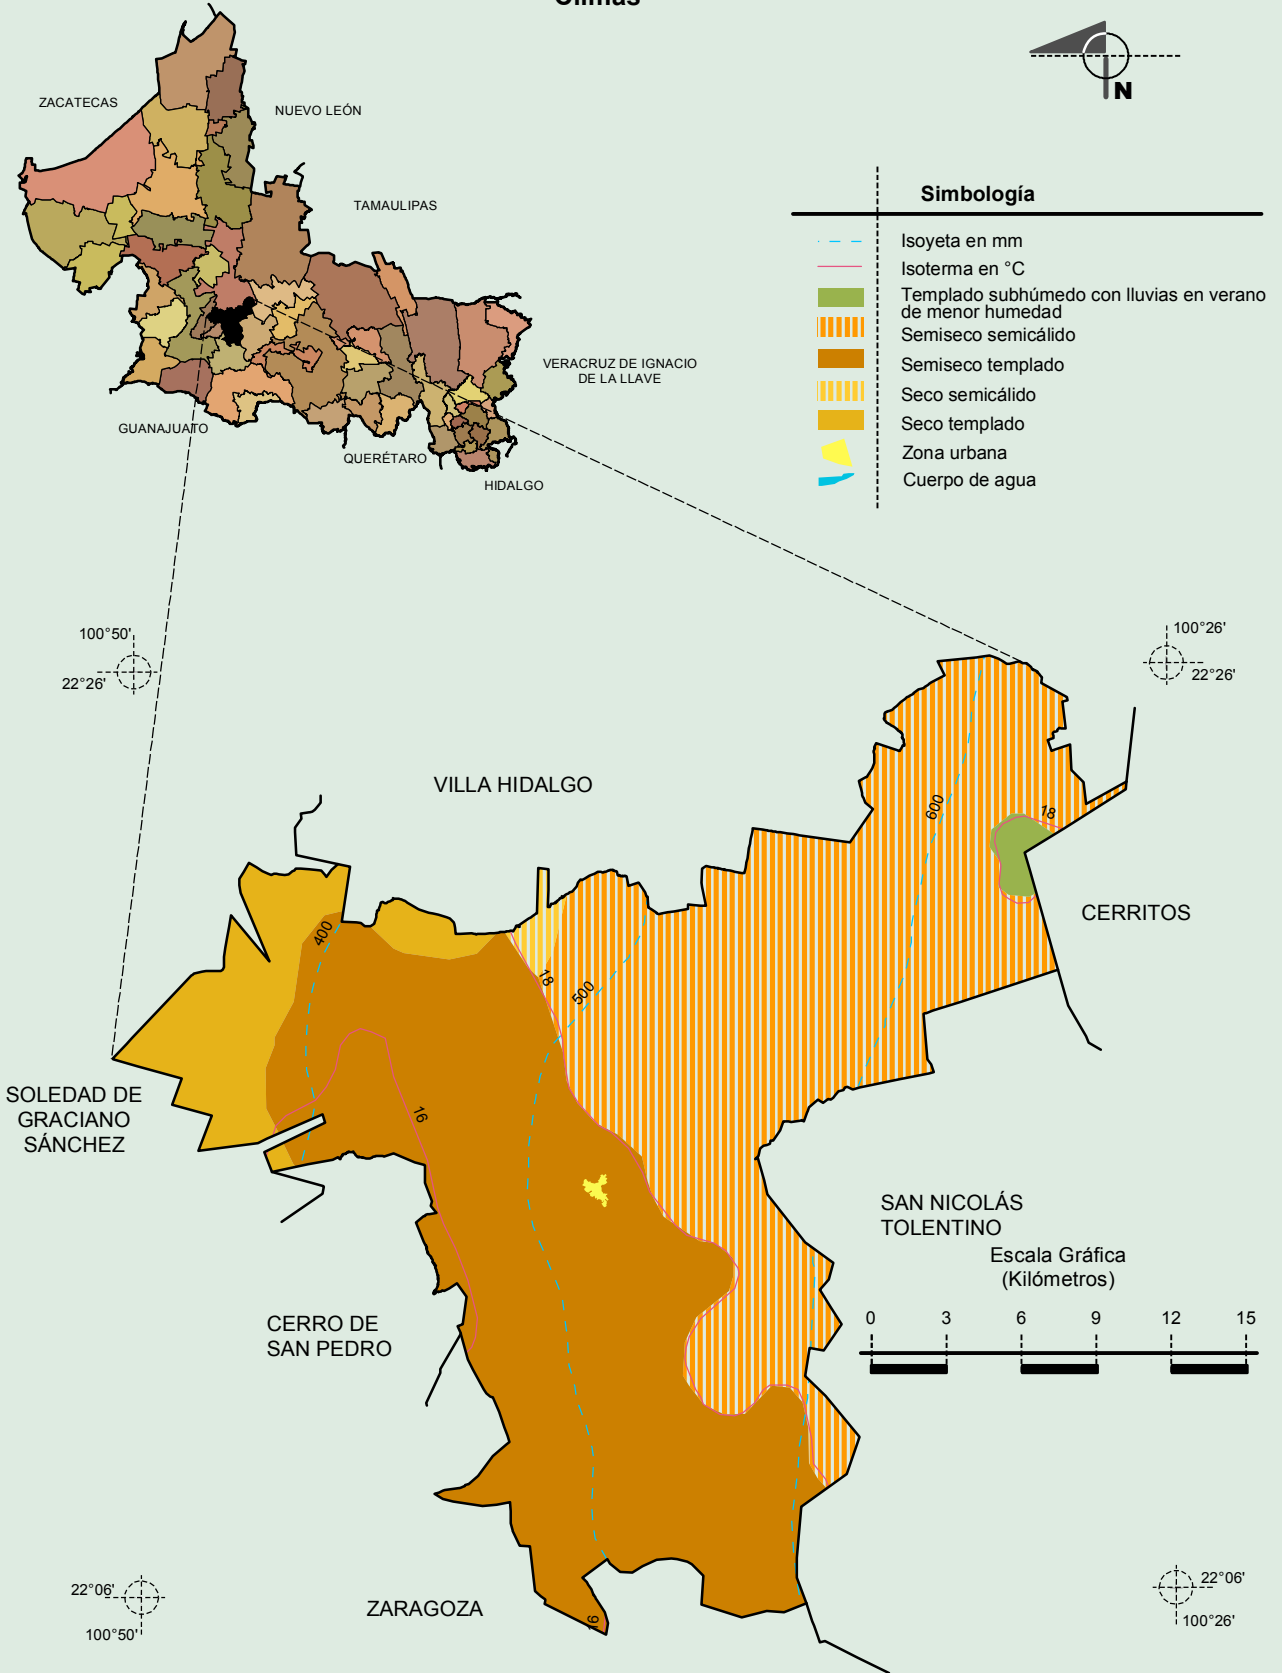 Climas
N
ZACATECAS
NUEVO LEÓN
TAMAULIPAS
VERACRUZ DE IGNACIO
DE LA LLAVE
GUANAJUATO
QUERÉTARO
HIDALGO
Simbología
Isoyeta en mm
Isoterma en °C
Templado subhúmedo con lluvias en verano
de menor humedad
Semiseco semicálido
Semiseco templado
Seco semicálido
Seco templado
Zona urbana
Cuerpo de agua
100°50'
22°26'
100°26'
22°26'
VILLA HIDALGO
600
18
CERRITOS
400
18
500
SOLEDAD DE
GRACIANO
SÁNCHEZ
16
SAN NICOLÁS
TOLENTINO
Escala Gráfica
(Kilómetros)
0 3 6 9 12 15
CERRO DE
SAN PEDRO
ZARAGOZA
16
22°06'
100°50'
22°06'
100°26'